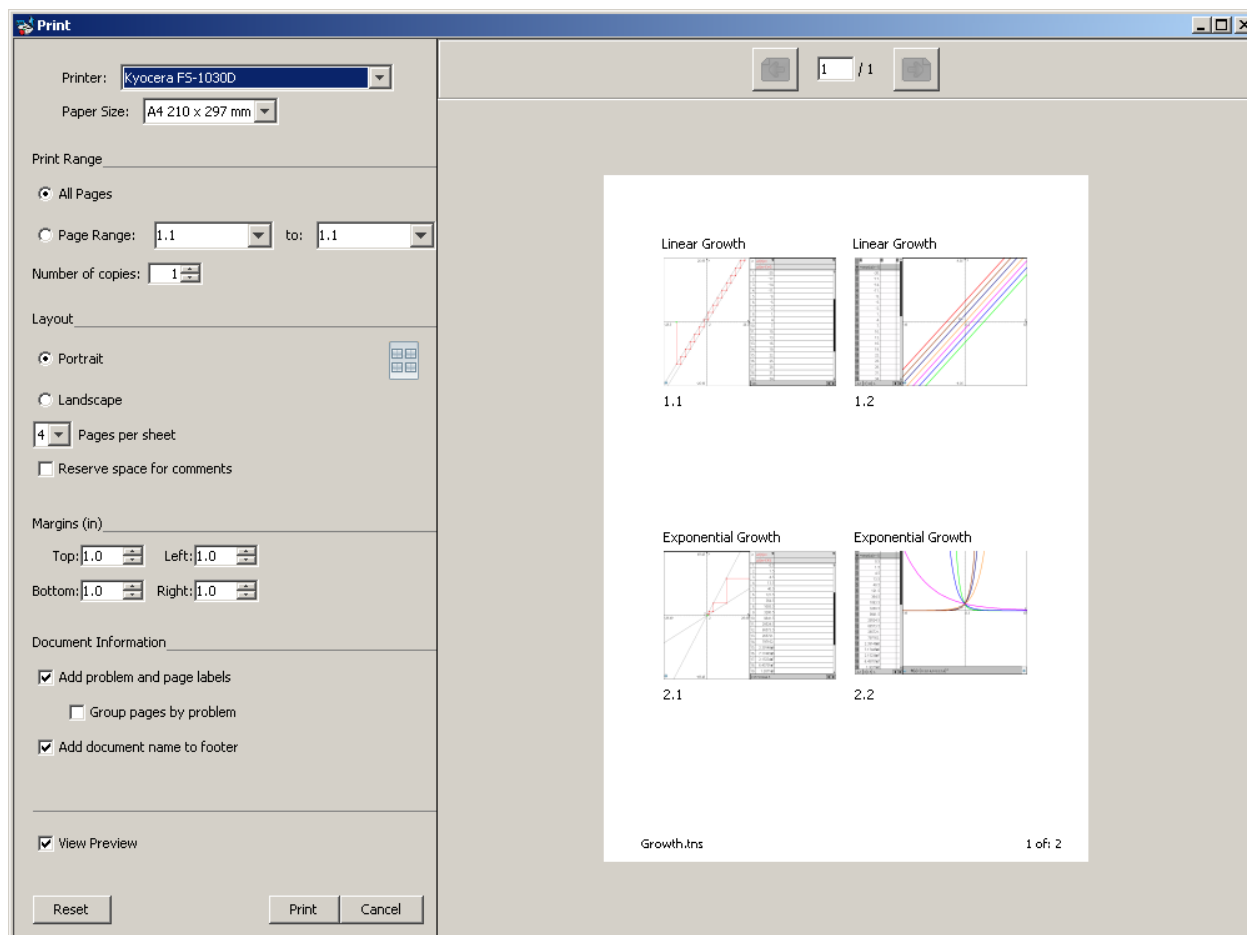 Print
Printer: Kyocera FS-1030D
Paper Size: A4 210 x 297 mm
Print Range
All Pages
Page Range: 1.1 to: 1.1
Number of copies: 1
Layout
Portrait
Landscape
4 Pages per sheet
Reserve space for comments
Margins (in)
Top: 1.0 Left: 1.0
Bottom: 1.0 Right: 1.0
Document Information
Add problem and page labels
Group pages by problem
Add document name to footer
View Preview
Reset Print Cancel
1 / 1
Linear Growth Linear Growth
1.1 1.2
Exponential Growth Exponential Growth
2.1 2.2
Growth.tns 1 of: 2